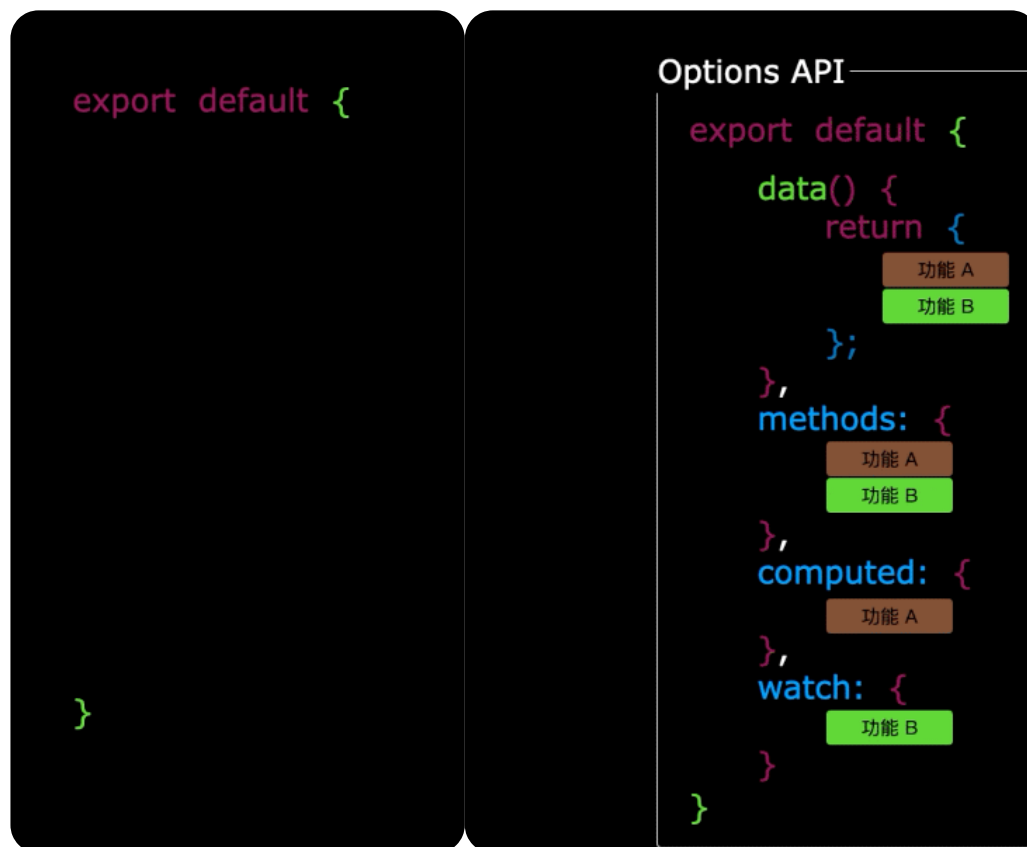 export default {
}
Options API
export default {
data() {
return {
功能 A
功能 B
};
},
methods: {
功能 A
功能 B
},
computed: {
功能 A
},
watch: {
功能 B
}
}